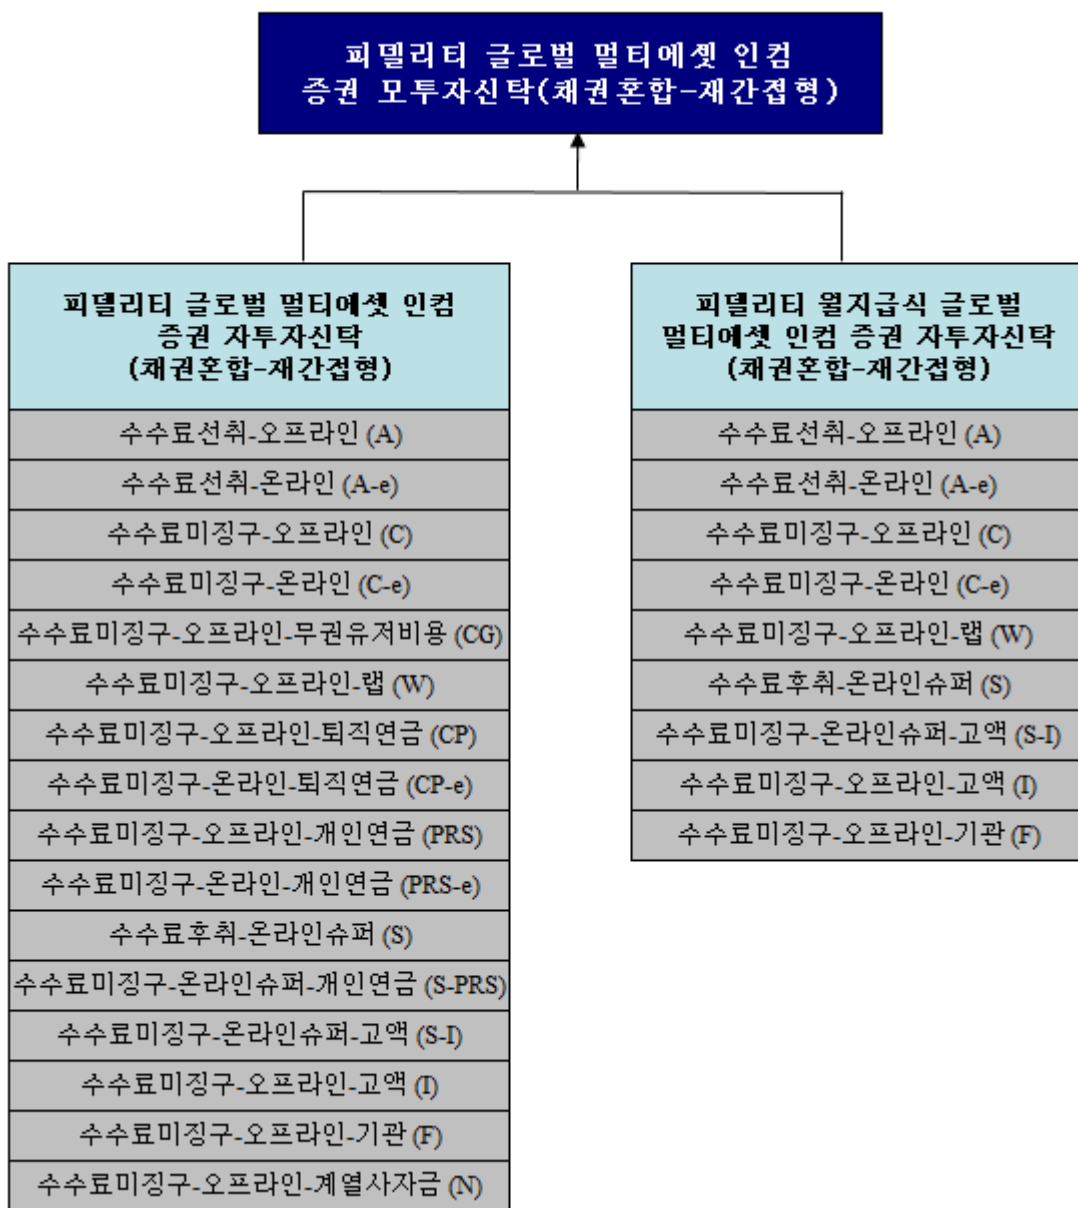 피델리티 글로벌 멀티에셋 인컴
증권 모투자신탁(채권혼합-재간접형)
피델리티 글로벌 멀티에셋 인컴
증권 자투자신탁
(채권혼합-재간접형)
수수료선취-오프라인 (A)
수수료선취-온라인 (A-e)
수수료미징구-오프라인 (C)
수수료미징구-온라인 (C-e)
수수료미징구-오프라인-무권유저비용 (CG)
수수료미징구-오프라인-랩 (W)
수수료미징구-오프라인-퇴직연금 (CP)
수수료미징구-온라인-퇴직연금 (CP-e)
수수료미징구-오프라인-개인연금 (PRS)
수수료미징구-온라인-개인연금 (PRS-e)
수수료후취-온라인슈퍼 (S)
수수료미징구-온라인슈퍼-개인연금 (S-PRS)
수수료미징구-온라인슈퍼-고액 (S-I)
수수료미징구-오프라인-고액 (I)
수수료미징구-오프라인-기관 (F)
수수료미징구-오프라인-계열사자금 (N)
피델리티 월지급식 글로벌
멀티에셋 인컴 증권 자투자신탁
(채권혼합-재간접형)
수수료선취-오프라인 (A)
수수료선취-온라인 (A-e)
수수료미징구-오프라인 (C)
수수료미징구-온라인 (C-e)
수수료미징구-오프라인-랩 (W)
수수료후취-온라인슈퍼 (S)
수수료미징구-온라인슈퍼-고액 (S-I)
수수료미징구-오프라인-고액 (I)
수수료미징구-오프라인-기관 (F)